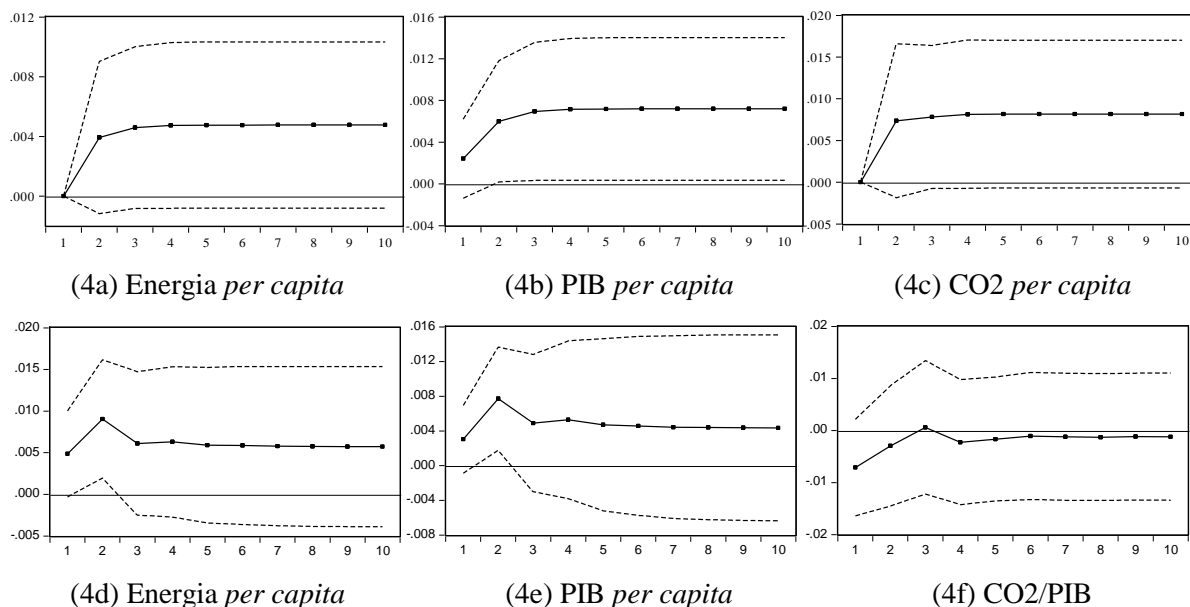 .012
.008
.004
.000
1 2 3 4 5 6 7 8 9 10
(4a) Energia per capita
.016
.012
.008
.004
.000
-.004
1 2 3 4 5 6 7 8 9 10
(4b) PIB per capita
.020
.015
.010
.005
.000
-.005
1 2 3 4 5 6 7 8 9 10
(4c) CO2 per capita
.020
.015
.010
.005
.000
-.005
1 2 3 4 5 6 7 8 9 10
(4d) Energia per capita
.016
.012
.008
.004
.000
-.004
-.008
1 2 3 4 5 6 7 8 9 10
(4e) PIB per capita
.02
.01
.00
-.01
-.02
1 2 3 4 5 6 7 8 9 10
(4f) CO2/PIB